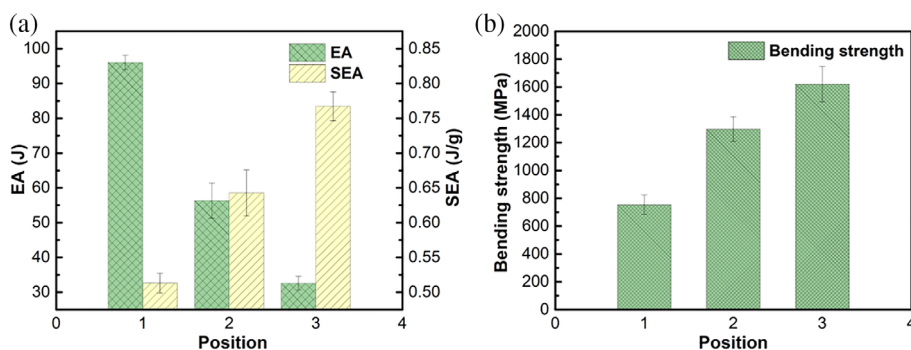 (a)
100
90
80
70
60
50
40
30
EA (J)
EA
SEA
0.85
0.80
0.75
0.70
0.65
0.60
0.55
0.50
SEA (J/g)
0 1 2 3 4
Position
(b)
2000
1800
1600
1400
1200
1000
800
600
400
200
0
Bending strength (MPa)
Bending strength
0 1 2 3 4
Position